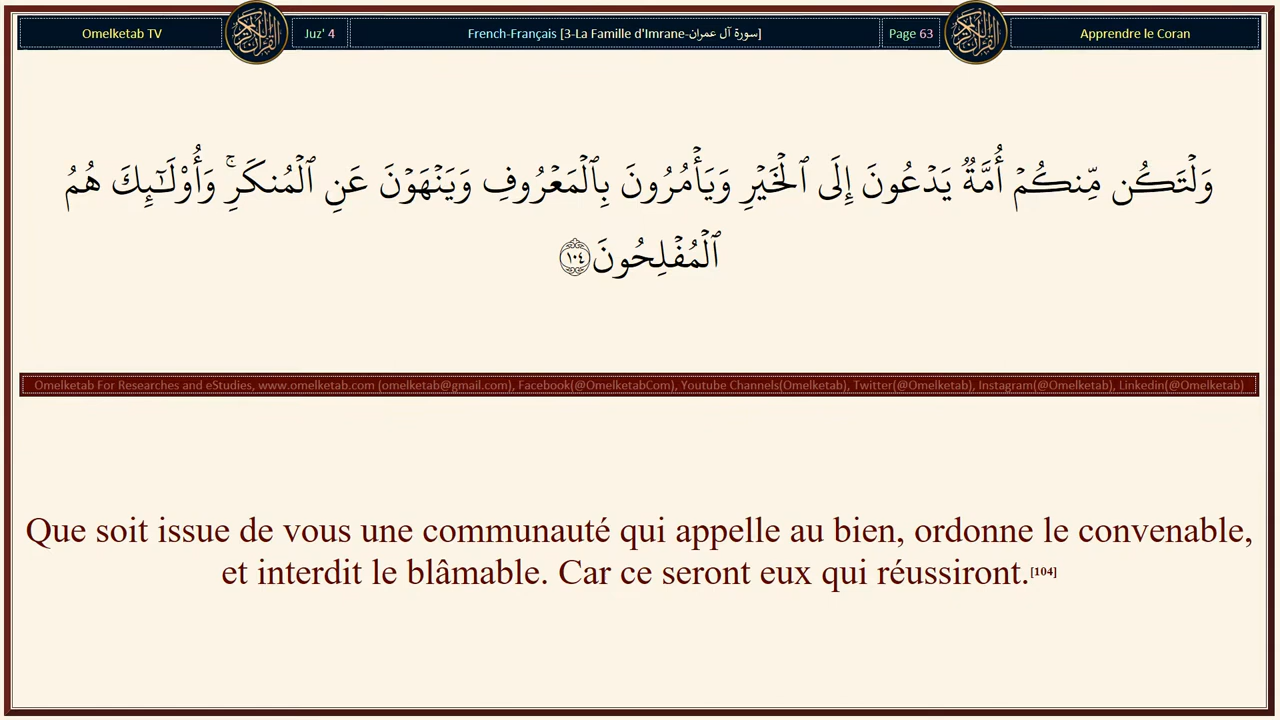 Omelketab TV
Juz' 4
French-Français [3-La Famille d'Imrane-سورة آل عمران]
Page 63
Apprendre le Coran
وَلۡتَكُن مِّنكُمۡ أُمَّةٞ يَدۡعُونَ إِلَى ٱلۡخَيۡرِ وَيَأۡمُرُونَ بِٱلۡمَعۡرُوفِ وَيَنۡهَوۡنَ عَنِ ٱلۡمُنكَرِۚ وَأُوْلَٰٓئِكَ هُمُ
ٱلۡمُفۡلِحُونَ ١٠٤
Omelketab For Researches and eStudies, www.omelketab.com (omelketab@gmail.com), Facebook(@OmelketabCom), Youtube Channels(Omelketab), Twitter(@Omelketab), Instagram(@Omelketab), Linkedin(@Omelketab)
Que soit issue de vous une communauté qui appelle au bien, ordonne le convenable,
et interdit le blâmable. Car ce seront eux qui réussiront.[104]